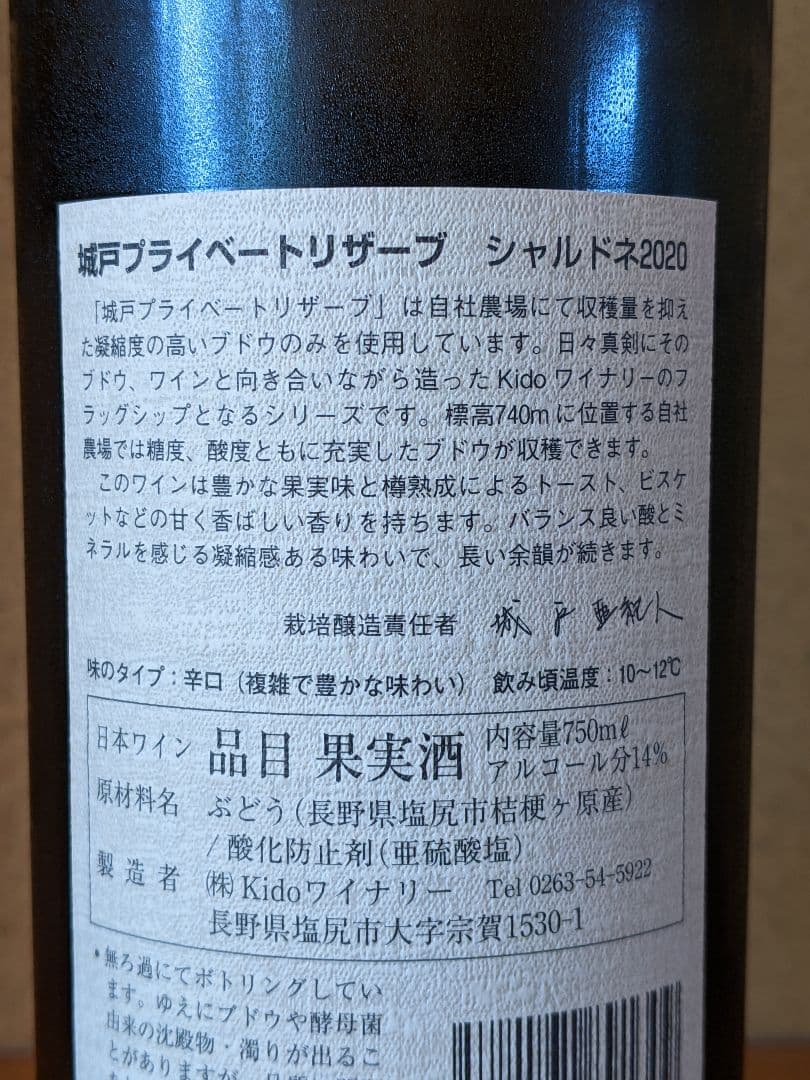 城戸プライベートリザーブ　シャルドネ2020
「城戸プライベートリザーブ」は自社農場にて収穫量を抑え
た凝縮度の高いブドウのみを使用しています。日々真剣にその
ブドウ、ワインと向き合いながら造ったKidoワイナリーのフ
ラッグシップとなるシリーズです。標高740mに位置する自社
農場では糖度、酸度ともに充実したブドウが収穫できます。
このワインは豊かな果実味と樽熟成によるトースト、ビスケ
ットなどの甘く香ばしい香りを持ちます。バランス良い酸とミ
ネラルを感じる凝縮感ある味わいで、長い余韻が続きます。
栽培醸造責任者　城戸亜紀人
味のタイプ：辛口（複雑で豊かな味わい）　飲み頃温度：10〜12℃
日本ワイン 品目 果実酒 内容量750mℓ
アルコール分14%
原材料名 ぶどう（長野県塩尻市桔梗ヶ原産）
/ 酸化防止剤（亜硫酸塩）
製造者 ㈱Kidoワイナリー Tel 0263-54-5922
長野県塩尻市大字宗賀1530-1
・無ろ過にてボトリングしてい
ます。ゆえにブドウや酵母菌
由来の沈殿物・濁りが出るこ
とがありますが